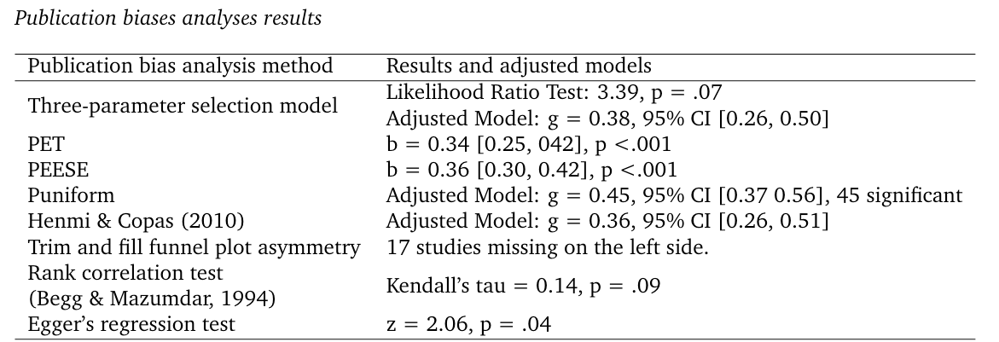 Publication biases analyses results
Publication bias analysis method Results and adjusted models
Three-parameter selection model Likelihood Ratio Test: 3.39, p = .07
Adjusted Model: g = 0.38, 95% CI [0.26, 0.50]
PET b = 0.34 [0.25, 042], p <.001
PEESE b = 0.36 [0.30, 0.42], p <.001
Puniform Adjusted Model: g = 0.45, 95% CI [0.37 0.56], 45 significant
Henmi & Copas (2010) Adjusted Model: g = 0.36, 95% CI [0.26, 0.51]
Trim and fill funnel plot asymmetry 17 studies missing on the left side.
Rank correlation test
(Begg & Mazumdar, 1994) Kendall’s tau = 0.14, p = .09
Egger’s regression test z = 2.06, p = .04